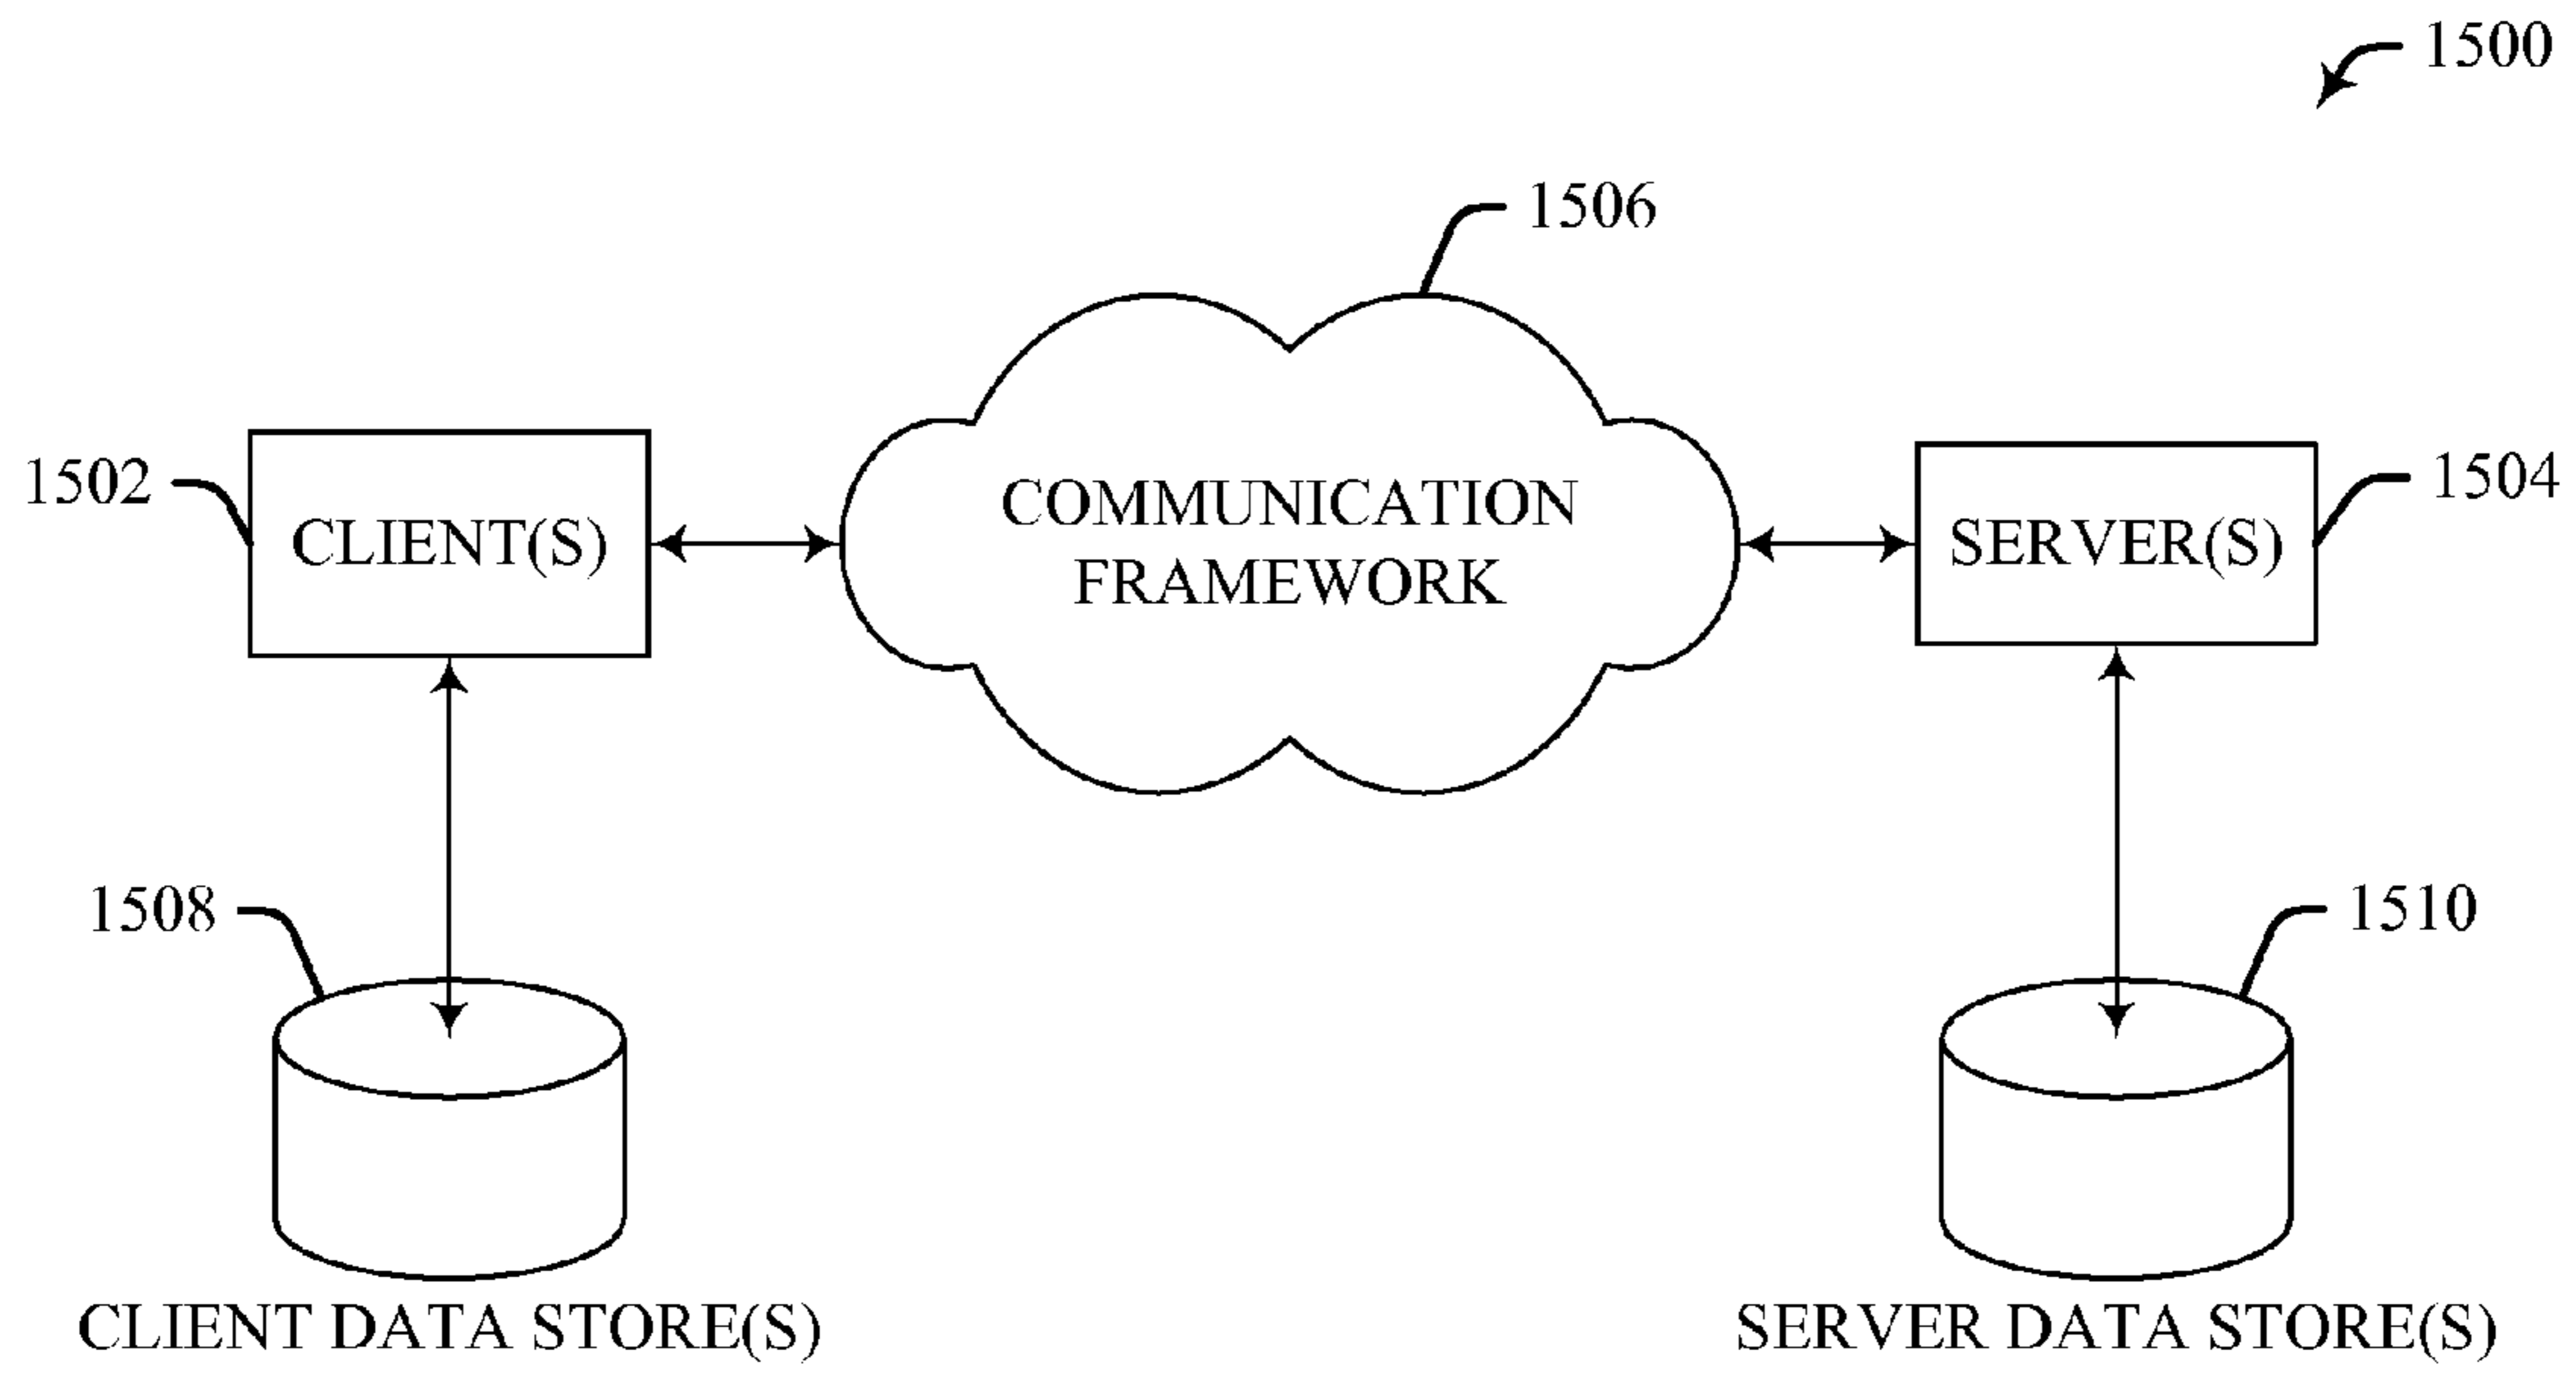 1500
1506
1502
CLIENT(S)
COMMUNICATION
FRAMEWORK
SERVER(S)
1504
1508
1510
CLIENT DATA STORE(S)
SERVER DATA STORE(S)